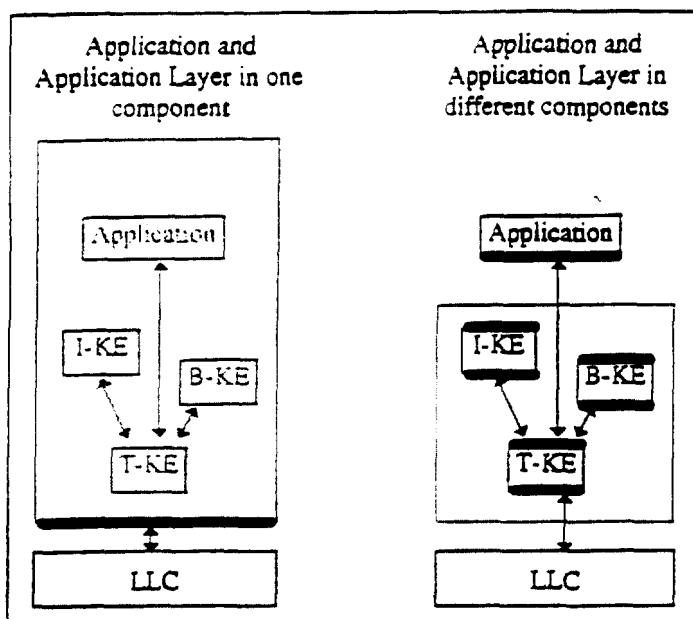 Application and
Application Layer in one
component
Application
I-KE
B-KE
T-KE
LLC
Application and
Application Layer in
different components
Application
I-KE
B-KE
T-KE
LLC